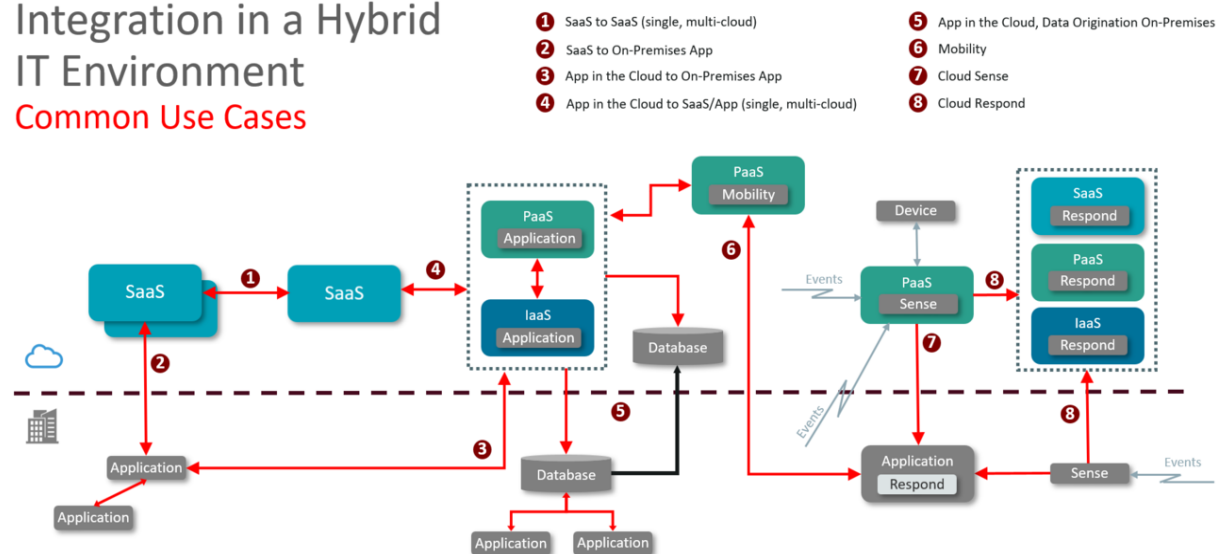 Integration in a Hybrid
IT Environment
Common Use Cases
1 SaaS to SaaS (single, multi-cloud)
2 SaaS to On-Premises App
3 App in the Cloud to On-Premises App
4 App in the Cloud to SaaS/App (single, multi-cloud)
5 App in the Cloud, Data Origination On-Premises
6 Mobility
7 Cloud Sense
8 Cloud Respond
SaaS
1
SaaS
4
PaaS
Application
IaaS
Application
PaaS
Mobility
6
Database
Device
Events
PaaS
Sense
8
SaaS
Respond
PaaS
Respond
IaaS
Respond
2
7
Events
3
5
8
Application
Application
Database
Application
Application
Application
Respond
Sense
Events